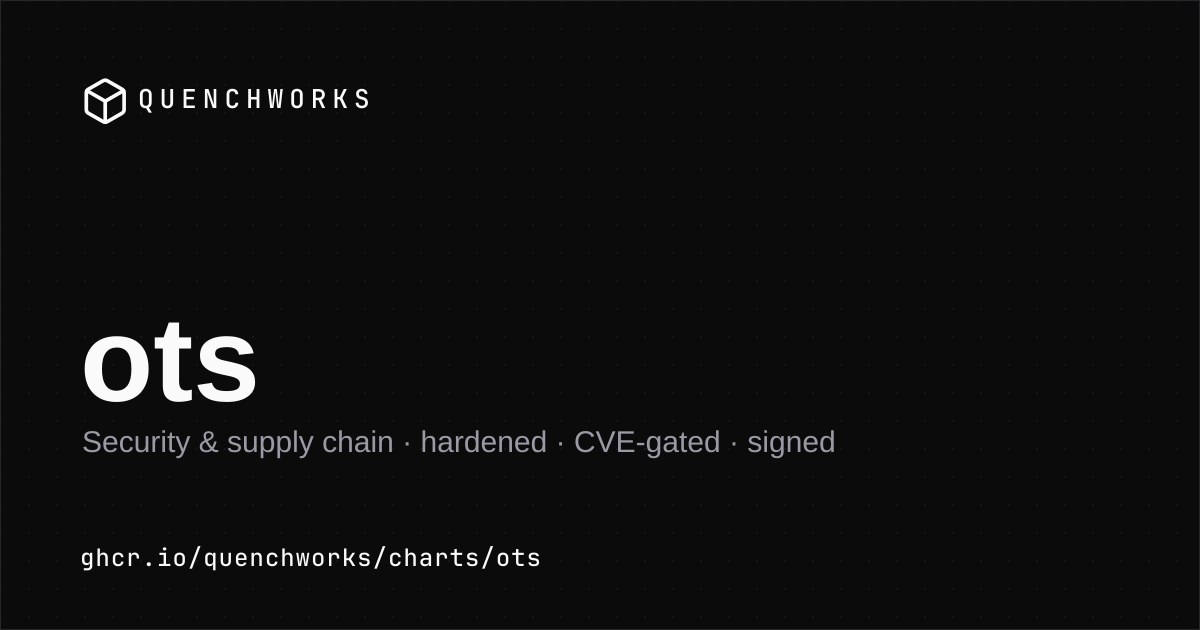 QUENCHWORKS
ots
Security & supply chain · hardened · CVE-gated · signed
ghcr.io/quenchworks/charts/ots